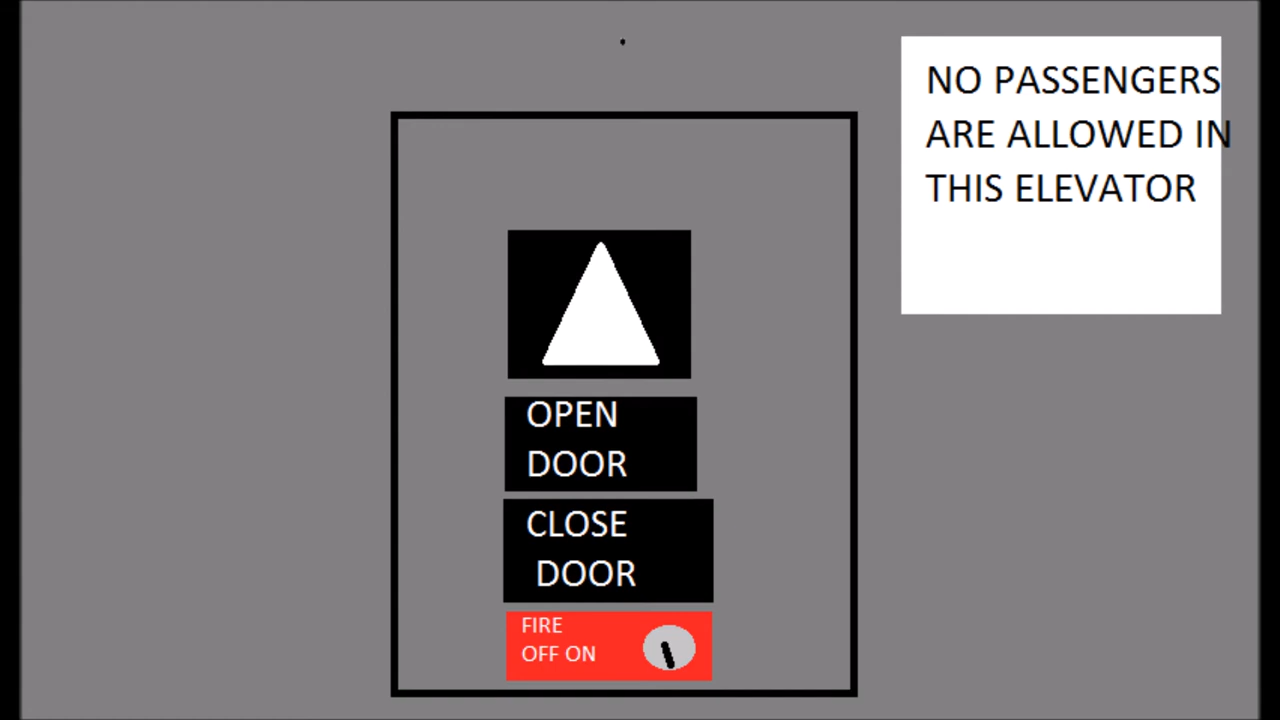 NO PASSENGERS
ARE ALLOWED IN
THIS ELEVATOR
OPEN
DOOR
CLOSE
DOOR
FIRE
OFF ON